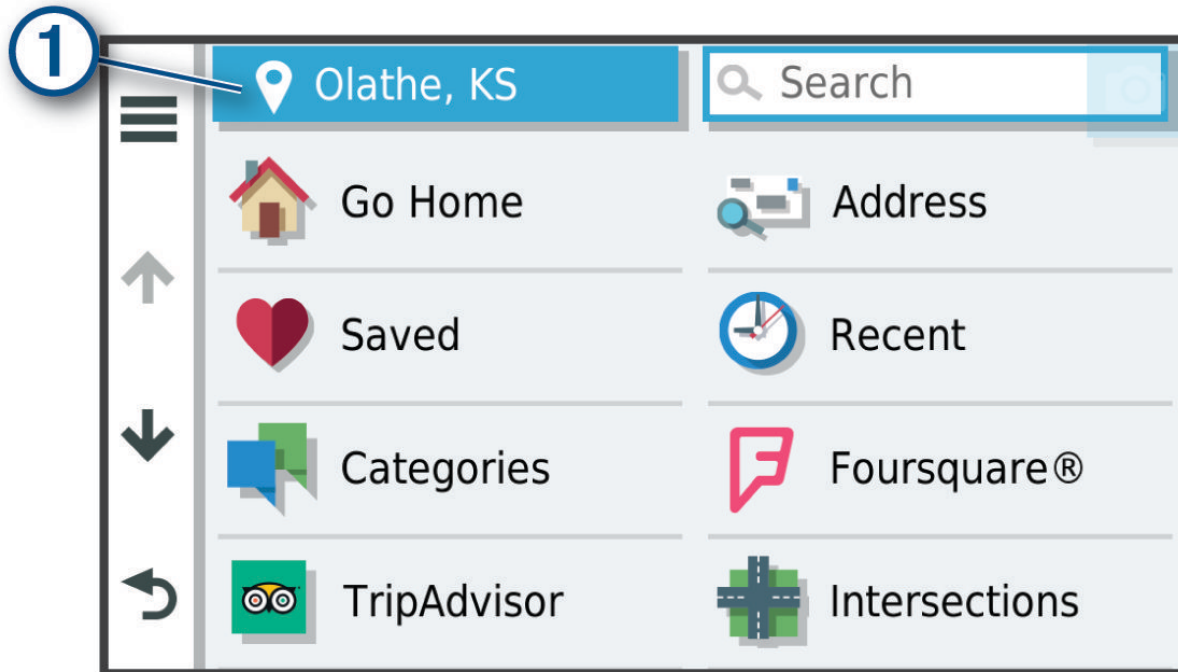 1
Olathe, KS
Search
Go Home
Address
Saved
Recent
Categories
Foursquare®
TripAdvisor
Intersections